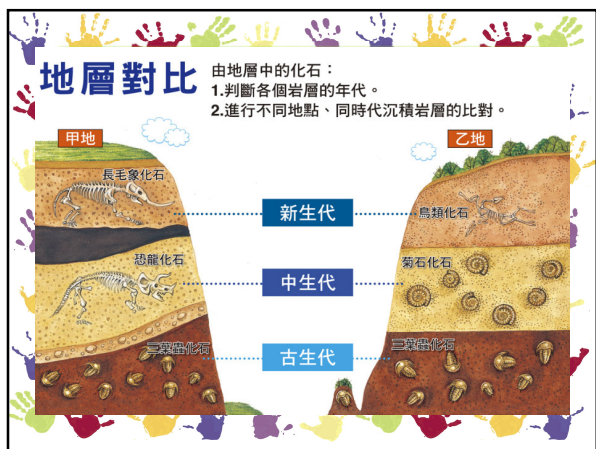 地層對比
由地層中的化石：
1.判斷各個岩層的年代。
2.進行不同地點、同時代沉積岩層的比對。
甲地
乙地
長毛象化石
新生代
鳥類化石
恐龍化石
中生代
菊石化石
三葉蟲化石
古生代
三葉蟲化石